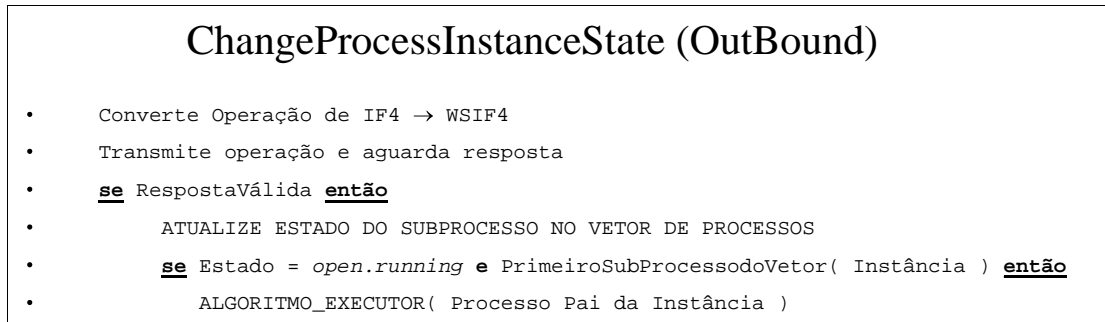 ChangeProcessInstanceState (OutBound)
• Converte Operação de IF4 → WSIF4
• Transmite operação e aguarda resposta
• se RespostaVálida então
• ATUALIZE ESTADO DO SUBPROCESSO NO VETOR DE PROCESSOS
• se Estado = open.running e PrimeiroSubProcessodoVetor( Instância ) então
• ALGORITMO_EXECUTOR( Processo Pai da Instância )